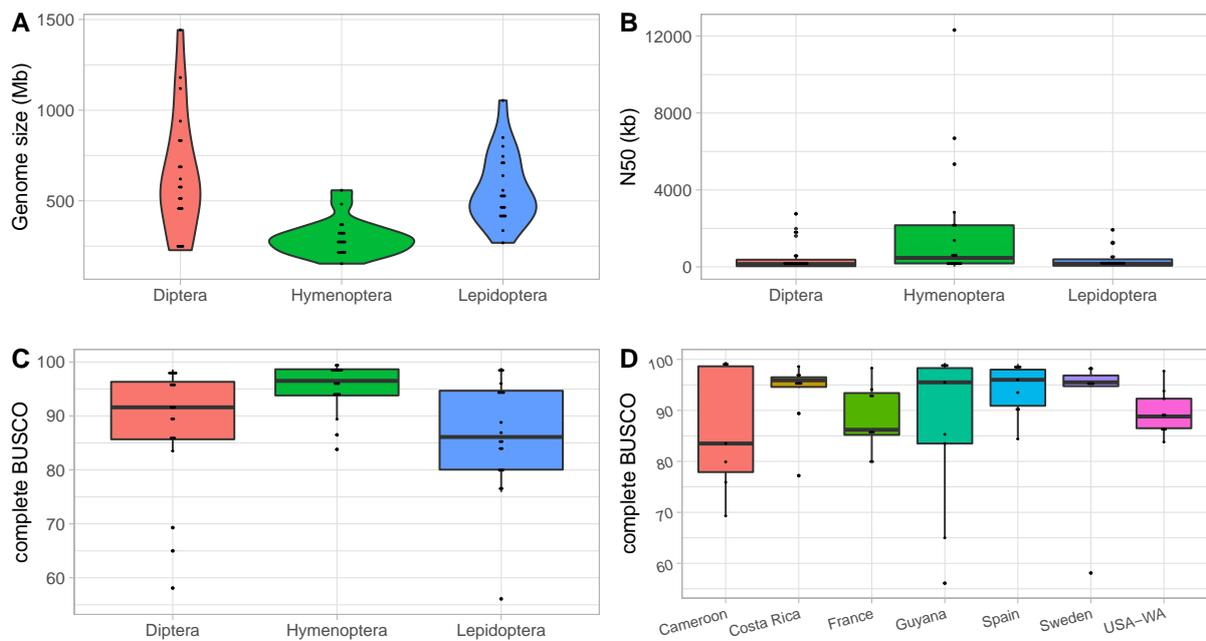 A
Genome size (Mb)
1500
1000
500
Diptera Hymenoptera Lepidoptera
B
N50 (kb)
12000
8000
4000
0
Diptera Hymenoptera Lepidoptera
C
complete BUSCO
100
90
80
70
60
Diptera Hymenoptera Lepidoptera
D
complete BUSCO
100
90
80
70
60
Cameroon Costa Rica France Guyana Spain Sweden USA–WA